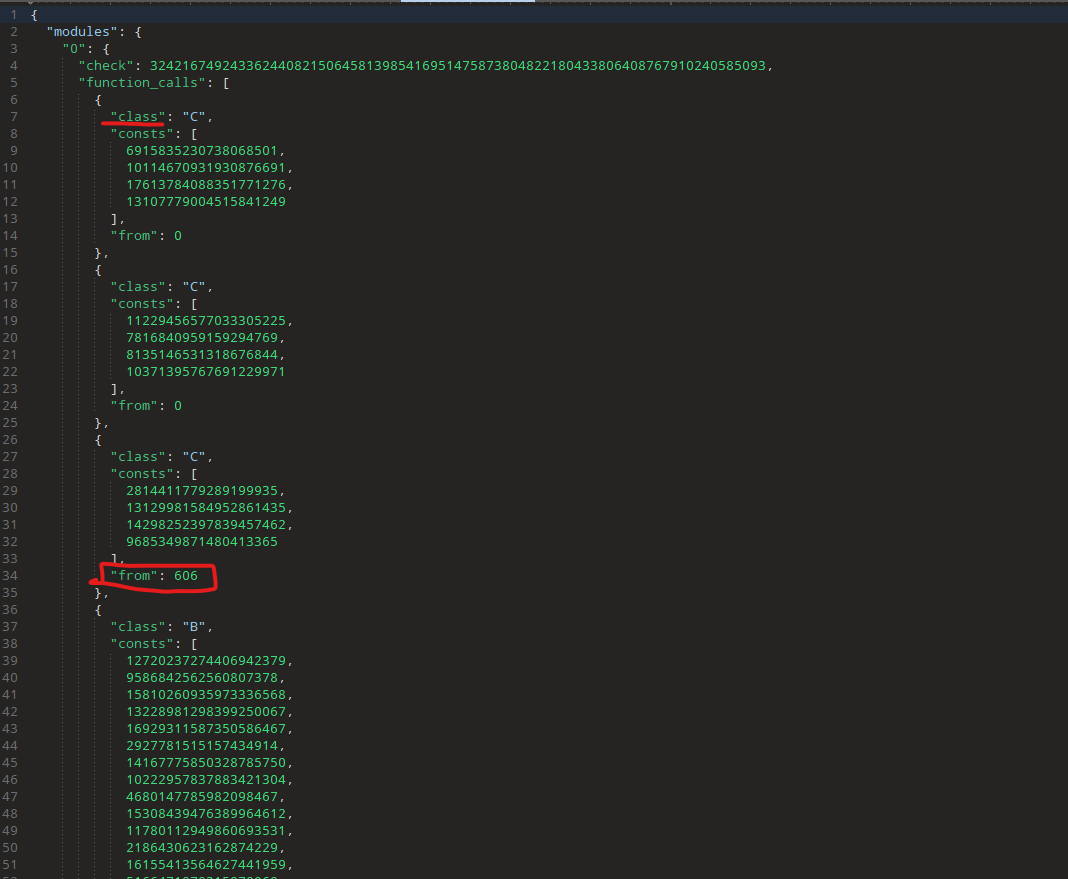 1 {
2 "modules": {
3 "0": {
4 "check": 32421674924336244082150645813985416951475873804822180433806408767910240585093,
5 "function_calls": [
6 {
7 "class": "C",
8 "consts": [
9 6915835230738068501,
10 10114670931930876691,
11 17613784088351771276,
12 13107779004515841249
13 ],
14 "from": 0
15 },
16 {
17 "class": "C",
18 "consts": [
19 11229456577033305225,
20 7816840959159294769,
21 8135146531318676844,
22 10371395767691229971
23 ],
24 "from": 0
25 },
26 {
27 "class": "C",
28 "consts": [
29 2814411779289199935,
30 13129981584952861435,
31 14298252397839457462,
32 9685349871480413365
33 ],
34 "from": 606
35 },
36 {
37 "class": "B",
38 "consts": [
39 12720237274406942379,
40 9586842562560807378,
41 15810260935973336568,
42 13228981298399250067,
43 16929311587350586467,
44 2927781515157434914,
45 14167775850328785750,
46 10222957837883421304,
47 4680147785982098467,
48 15308439476389964612,
49 11780112949860693531,
50 2186430623162874229,
51 16155413564627441959,